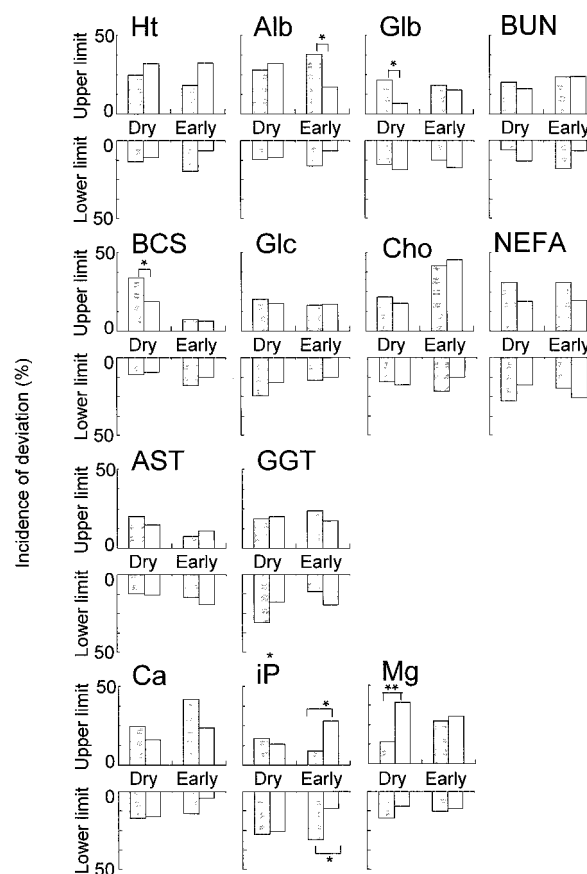 Ht Alb Glb BUN
50 * *
Upper limit
0
Dry Early Dry Early Dry Early Dry Early
0
Lower limit
50
BCS Glc Cho NEFA
50 *
Upper limit
0
Dry Early Dry Early Dry Early Dry Early
0
Lower limit
50
Incidence of deviation (%)
AST GGT
50
Upper limit
0
Dry Early Dry Early
0
Lower limit
50
*
Ca iP Mg
50 * **
Upper limit
0
Dry Early Dry Early Dry Early
0
Lower limit
50
*